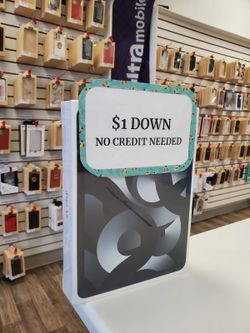 ultra mobile
$1 DOWN
NO CREDIT NEEDED